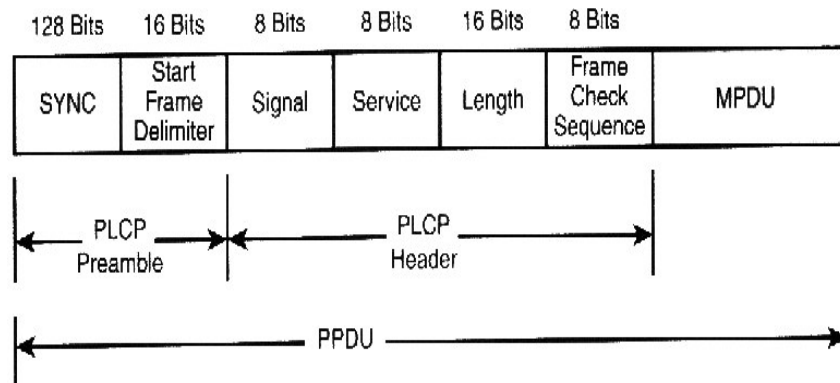 128 Bits 16 Bits 8 Bits 8 Bits 16 Bits 8 Bits
SYNC
Start
Frame
Delimiter
Signal
Service
Length
Frame
Check
Sequence
MPDU
PLCP
Preamble
PLCP
Header
PPDU